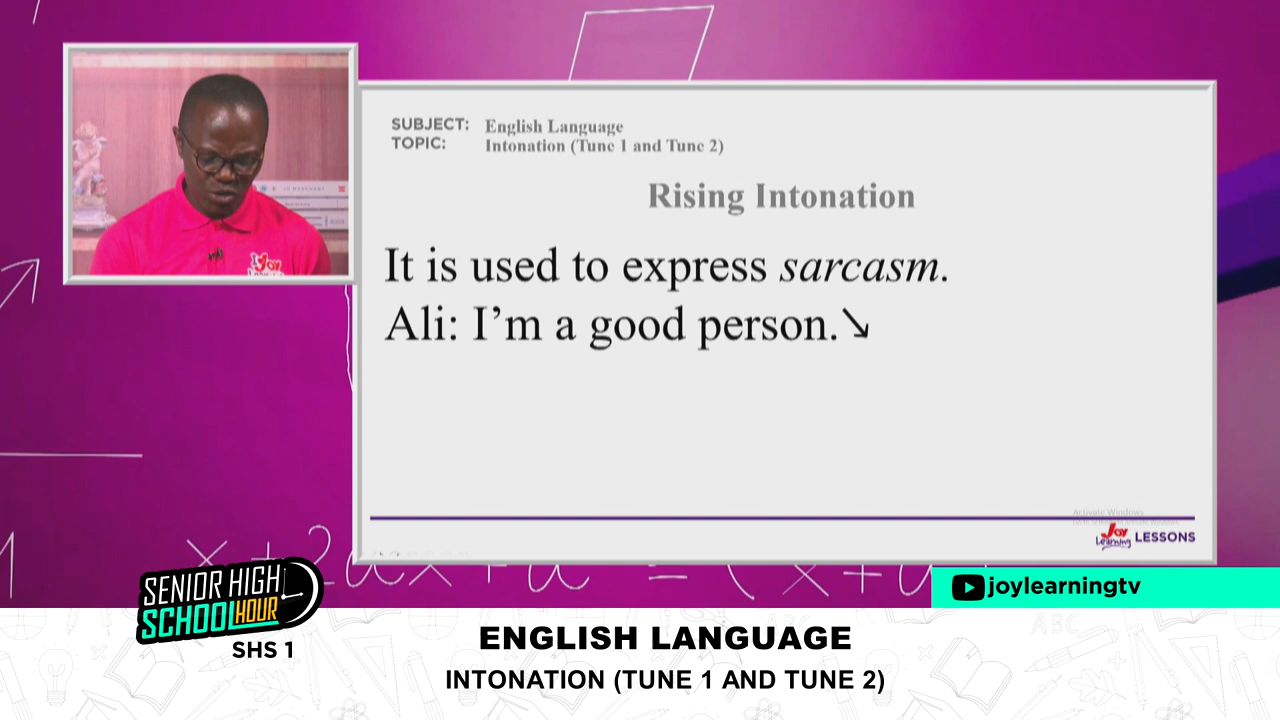 SUBJECT: English Language
TOPIC: Intonation (Tune 1 and Tune 2)
Rising Intonation
It is used to express sarcasm.
Ali: I’m a good person.↘
Activate Windows
Joy Learning LESSONS
joylearningtv
SENIOR HIGH
SCHOOL HOUR
SHS 1
ENGLISH LANGUAGE
INTONATION (TUNE 1 AND TUNE 2)